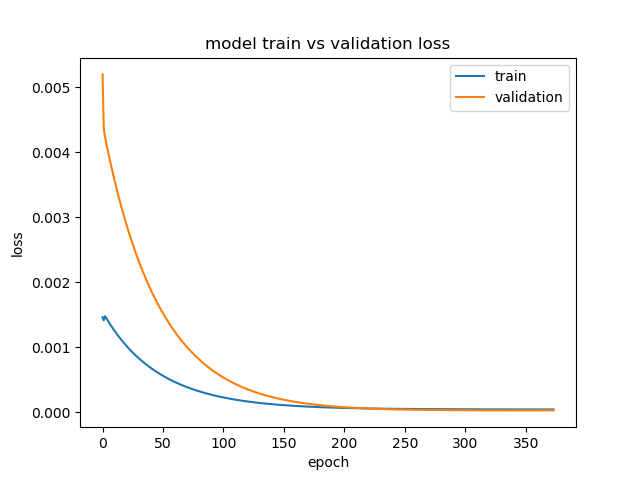 model train vs validation loss
train
validation
0.005
0.004
0.003
0.002
0.001
0.000
loss
0 50 100 150 200 250 300 350
epoch